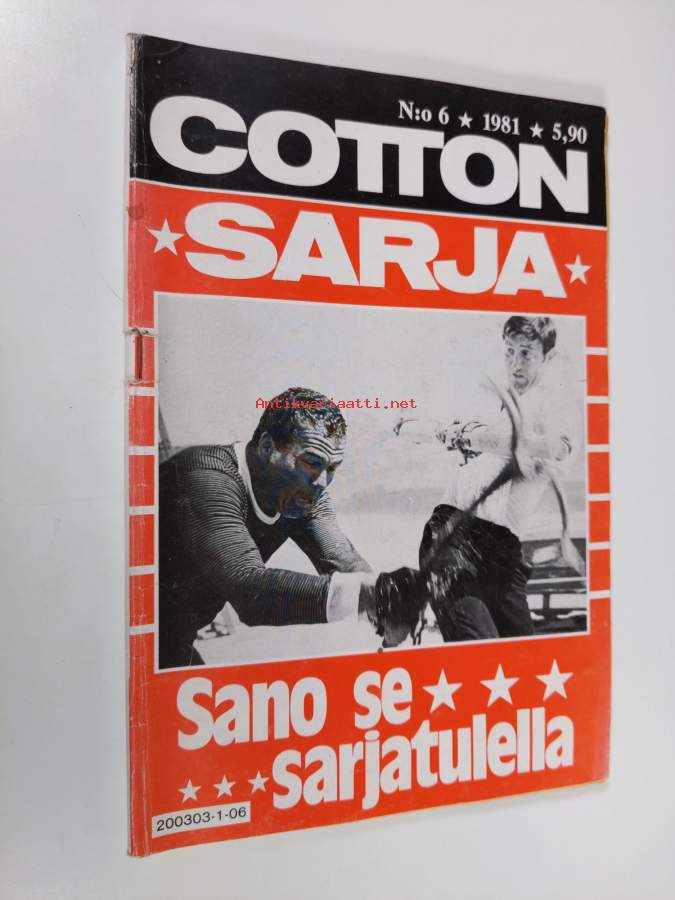 N:o 6 ★ 1981 ★ 5,90
COTTON
★SARJA★
Antikvariaatti.net
Sano se ★ ★ ★
★ ★ ★ sarjatulella
200303-1-06